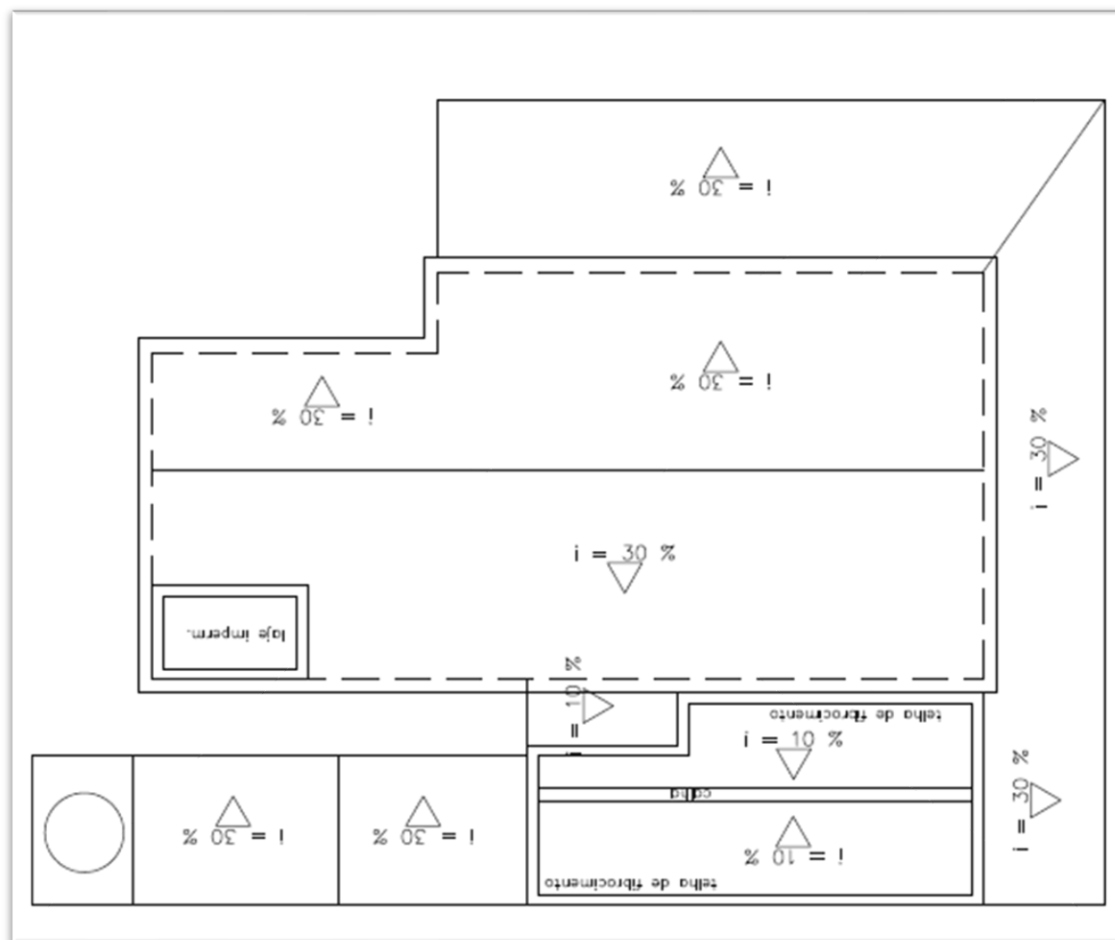 i = 30 %
i = 30 %
i = 30 %
i = 30 %
i = 30 %
laje imperm.
i = 10 %
telha de fibrocimento
i = 10 %
calha
i = 30 %
i = 30 %
i = 30 %
i = 10 %
telha de fibrocimento